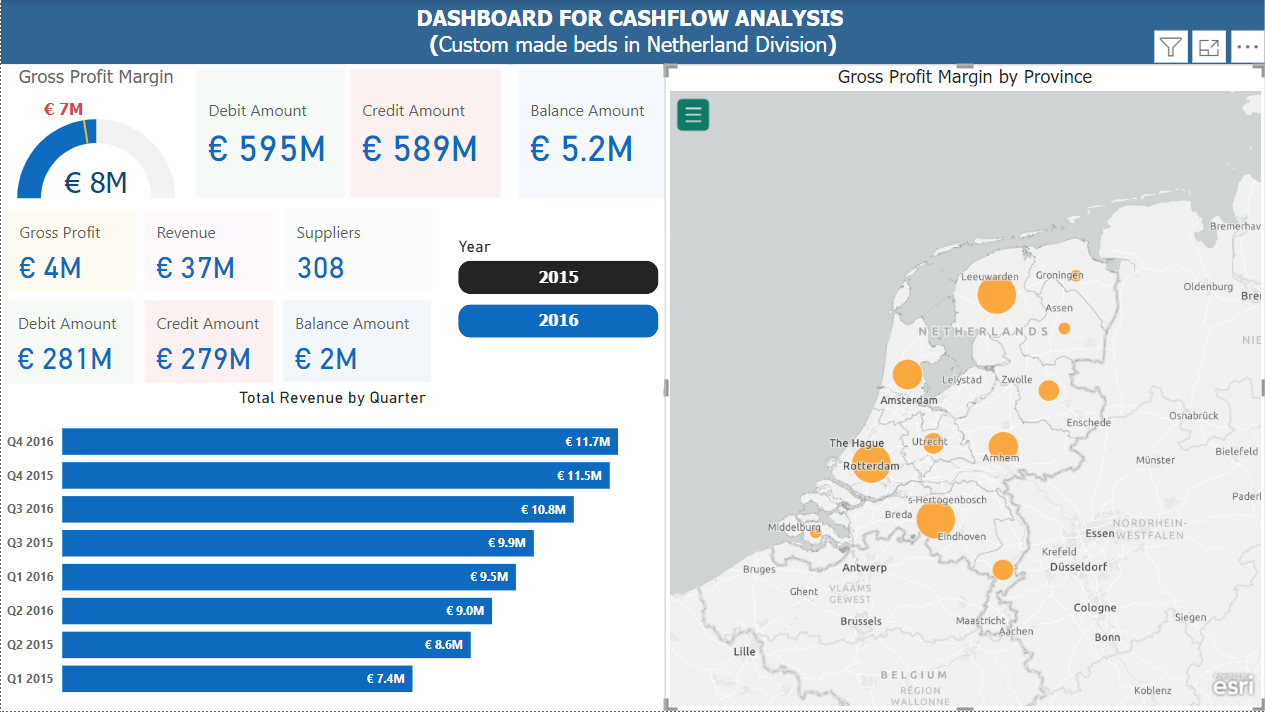 DASHBOARD FOR CASHFLOW ANALYSIS
(Custom made beds in Netherland Division)
Gross Profit Margin
€ 7M
€ 8M
Debit Amount
€ 595M
Credit Amount
€ 589M
Balance Amount
€ 5.2M
Gross Profit
€ 4M
Revenue
€ 37M
Suppliers
308
Year
2015
2016
Debit Amount
€ 281M
Credit Amount
€ 279M
Balance Amount
€ 2M
Total Revenue by Quarter
Q4 2016 € 11.7M
Q4 2015 € 11.5M
Q3 2016 € 10.8M
Q3 2015 € 9.9M
Q1 2016 € 9.5M
Q2 2016 € 9.0M
Q2 2015 € 8.6M
Q1 2015 € 7.4M
Gross Profit Margin by Province
Bremerhav
Leeuwarden
Groningen
Oldenburg
Bre
Assen
NETHERLANDS
NIE
Leiystad
Zwolle
Amsterdam
Osnabrück
Enschede
The Hague
Utrecht
Bielefeld
Arnhem
Münster
Rotterdam
's-Hertogenbosch
Paderl
Breda
Middelburg
Eindhoven
Essen
NORDRHEIN-
WESTFALEN
Krefeld
Bruges
Antwerp
Düsseldorf
Ghent
VLAAMS
GEWEST
Cologne
Brussels
Maastricht
Siegen
Aachen
Bonn
Lille
BELGIUM
RÉGION
WALLONNE
Koblenz
esri